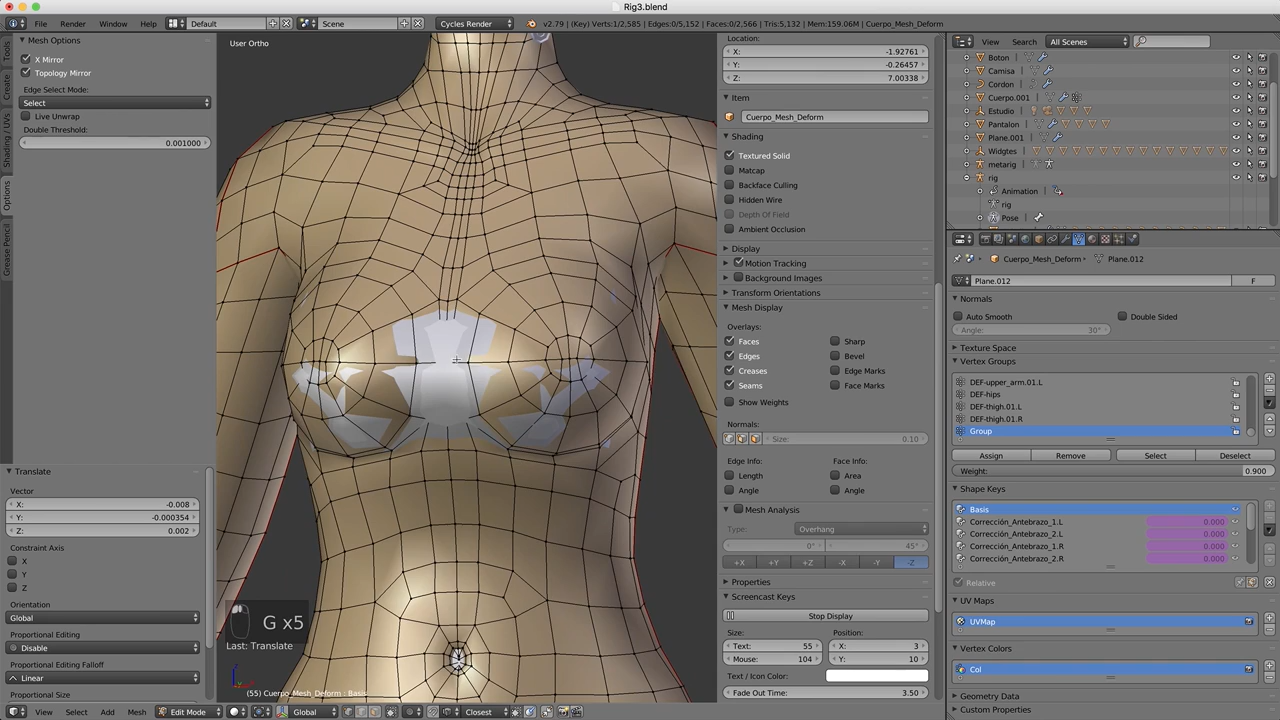 Rig3.blend
File
Render
Window
Help
Default
Scene
Cycles Render
v2.79 | (Key) Verts:1/2,585 | Edges:0/5,152 | Faces:0/2,566 | Tris:5,132 | Mem:159.06M | Cuerpo_Mesh_Deform
Tools
Create
Shading / UVs
Options
Grease Pencil
Mesh Options
X Mirror
Topology Mirror
Edge Select Mode:
Select
Live Unwrap
Double Threshold:
0.001000
Translate
Vector
X: -0.008
Y: -0.000354
Z: 0.002
Constraint Axis
X
Y
Z
Orientation
Global
Proportional Editing
Disable
Proportional Editing Falloff
Linear
Proportional Size
User Ortho
G x5
Last: Translate
(55) Cuerpo_Mesh_Deform : Basis
View
Select
Add
Mesh
Edit Mode
Global
Closest
Location:
X: -1.92761
Y: -0.26457
Z: 7.00338
Item
Cuerpo_Mesh_Deform
Shading
Textured Solid
Matcap
Backface Culling
Hidden Wire
Depth Of Field
Ambient Occlusion
Display
Motion Tracking
Background Images
Transform Orientations
Mesh Display
Overlays:
Faces
Sharp
Edges
Bevel
Creases
Edge Marks
Seams
Face Marks
Show Weights
Normals:
Size: 0.10
Edge Info:
Face Info:
Length
Area
Angle
Angle
Mesh Analysis
Type:
Overhang
0°
45°
+X
+Y
+Z
-X
-Y
-Z
Properties
Screencast Keys
Stop Display
Size:
Position:
Text: 55
X: 3
Mouse: 104
Y: 10
Text / Icon Color:
Fade Out Time: 3.50
View
Search
All Scenes
Boton
Camisa
Cordon
Cuerpo.001
Estudio
Pantalon
Plane.001
Widgtes
metarig
rig
Animation
rig
Pose
Cuerpo_Mesh_Deform
Plane.012
Plane.012
F
Normals
Auto Smooth
Double Sided
Angle: 30°
Texture Space
Vertex Groups
DEF-upper_arm.01.L
DEF-hips
DEF-thigh.01.L
DEF-thigh.01.R
Group
Assign
Remove
Select
Deselect
Weight: 0.900
Shape Keys
Basis
Corrección_Antebrazo_1.L 0.000
Corrección_Antebrazo_2.L 0.000
Corrección_Antebrazo_1.R 0.000
Corrección_Antebrazo_2.R 0.000
Relative
UV Maps
UVMap
Vertex Colors
Col
Geometry Data
Custom Properties